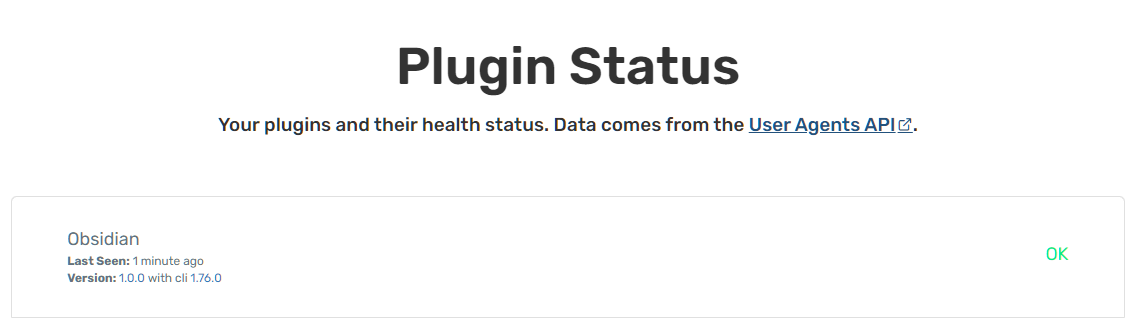 Plugin Status
Your plugins and their health status. Data comes from the User Agents API.
Obsidian
OK
Last Seen: 1 minute ago
Version: 1.0.0 with cli 1.76.0